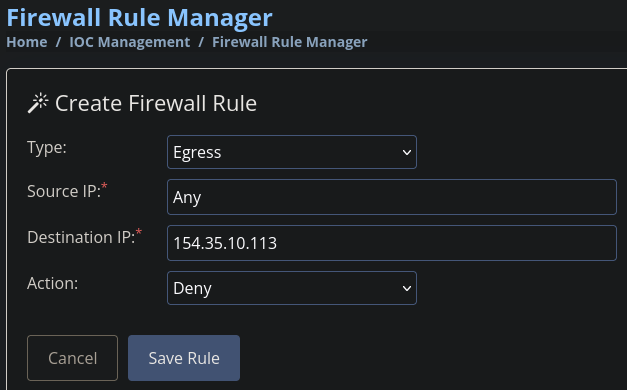 Firewall Rule Manager
Home / IOC Management / Firewall Rule Manager
Create Firewall Rule
Type: Egress
Source IP:* Any
Destination IP:* 154.35.10.113
Action: Deny
Cancel Save Rule